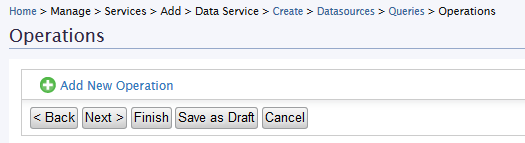 Home > Manage > Services > Add > Data Service > Create > Datasources > Queries > Operations
Operations
Add New Operation
< Back Next > Finish Save as Draft Cancel